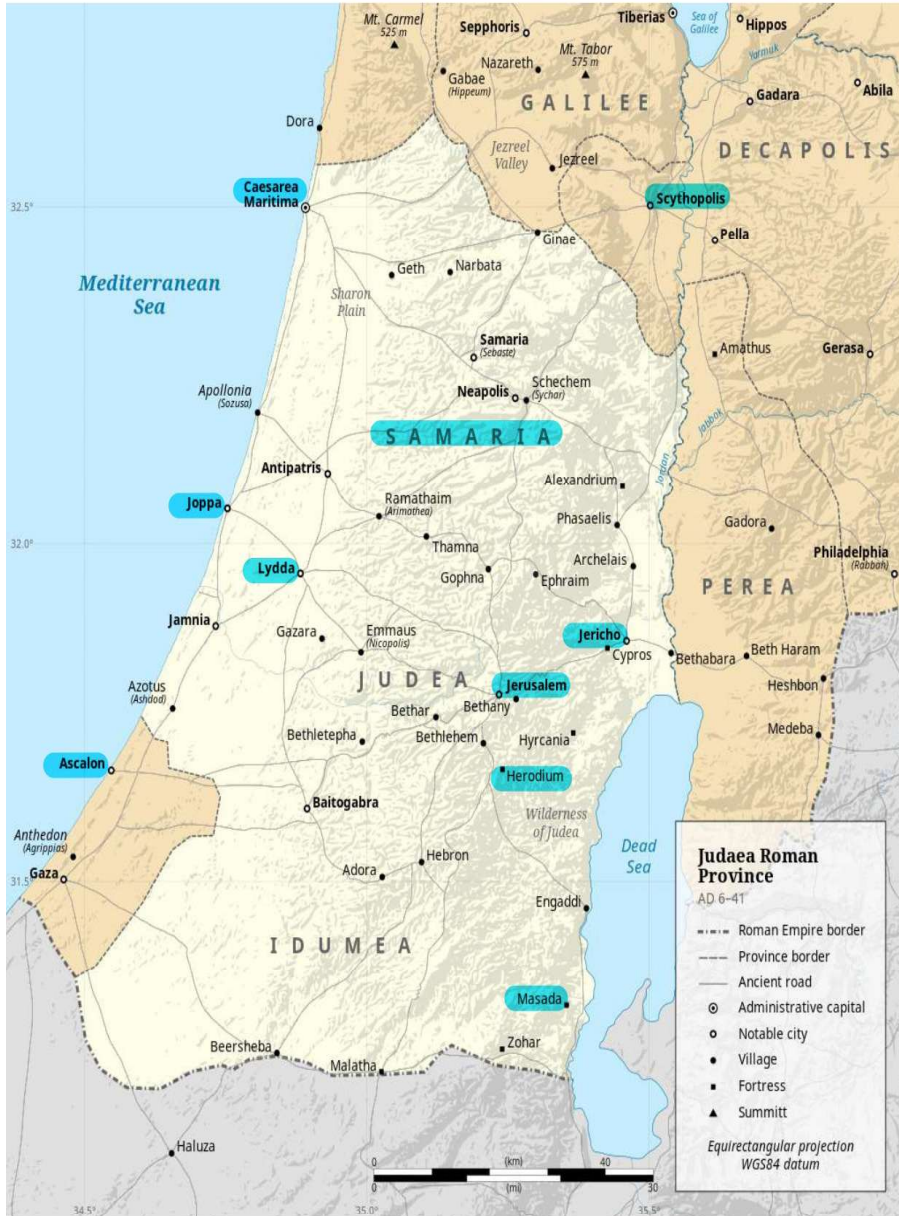 Mt. Carmel
525 m
Sepphoris
Tiberias
Sea of
Galilee
Hippos
Mt. Tabor
575 m
Nazareth
Gabae
(Hippeum)
Yarmuk
Gadara
Abila
GALILEE
Dora
DECAPOLIS
Jezreel
Valley
Jezreel
Caesarea
Maritima
32.5°
Scythopolis
Ginae
Pella
Mediterranean
Sea
Geth
Narbata
Sharon
Plain
Samaria
(Sebaste)
Amathus
Gerasa
Neapolis
Schechem
(Sychar)
Apollonia
(Sozusa)
Jabbok
SAMARIA
Antipatris
Jordan
Alexandrium
Joppa
Ramathaim
(Arimathea)
Phasaelis
Gadora
32.0°
Thamna
Philadelphia
(Rabbah)
Lydda
Gophna
Ephraim
Archelais
PEREA
Jamnia
Gazara
Emmaus
(Nicopolis)
Jericho
Cypros
Bethabara
Beth Haram
JUDEA
Jerusalem
Heshbon
Azotus
(Ashdod)
Bethany
Bethar
Medeba
Bethletepha
Bethlehem
Hyrcania
Ascalon
Herodium
Baitogabra
Wilderness
of Judea
Anthedon
(Agrippias)
Dead
Sea
Gaza
31.5°
Adora
Hebron
Engaddi
IDUMEA
Masada
Beersheba
Zohar
Malatha
Haluza
Judaea Roman
Province
AD 6–41
Roman Empire border
Province border
Ancient road
Administrative capital
Notable city
Village
Fortress
Summitt
Equirectangular projection
WGS84 datum
0 (km) 40
0 (mi) 30
34.5° 35.0° 35.5°